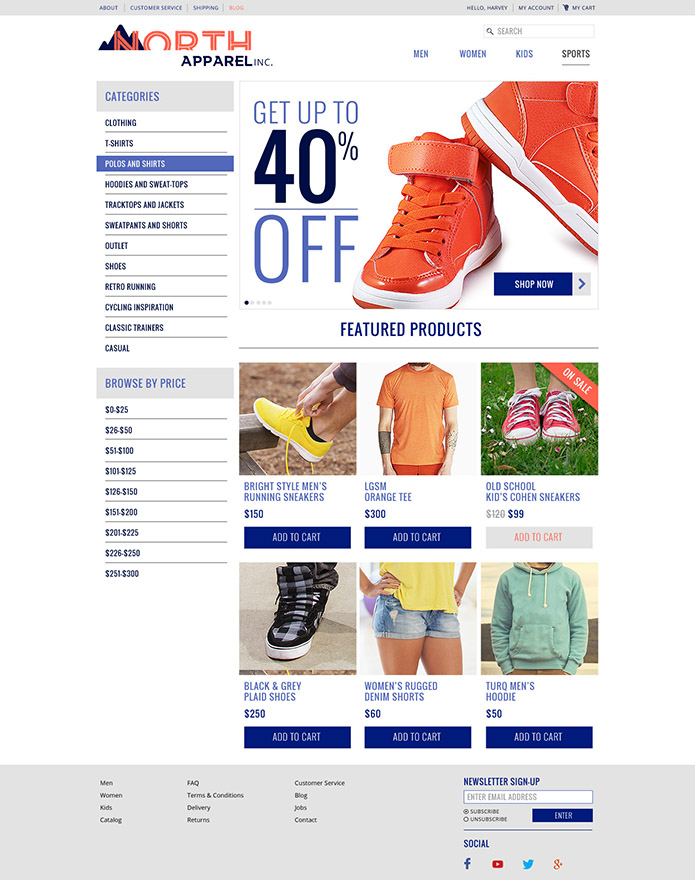 ABOUT CUSTOMER SERVICE SHIPPING BLOG
HELLO, HARVEY MY ACCOUNT MY CART
NORTH
APPAREL INC.
SEARCH
MEN WOMEN KIDS SPORTS
CATEGORIES
CLOTHING
T-SHIRTS
POLOS AND SHIRTS
HOODIES AND SWEAT-TOPS
TRACKTOPS AND JACKETS
SWEATPANTS AND SHORTS
OUTLET
SHOES
RETRO RUNNING
CYCLING INSPIRATION
CLASSIC TRAINERS
CASUAL
BROWSE BY PRICE
$0-$25
$26-$50
$51-$100
$101-$125
$126-$150
$151-$200
$201-$225
$226-$250
$251-$300
GET UP TO
40%
OFF
SHOP NOW
FEATURED PRODUCTS
BRIGHT STYLE MEN'S
RUNNING SNEAKERS
$150
ADD TO CART
LGSM
ORANGE TEE
$300
ADD TO CART
ON SALE
OLD SCHOOL
KID'S COHEN SNEAKERS
$120 $99
ADD TO CART
BLACK & GREY
PLAID SHOES
$250
ADD TO CART
WOMEN'S RUGGED
DENIM SHORTS
$60
ADD TO CART
TURQ MEN'S
HOODIE
$50
ADD TO CART
Men
Women
Kids
Catalog
FAQ
Terms & Conditions
Delivery
Returns
Customer Service
Blog
Jobs
Contact
NEWSLETTER SIGN-UP
ENTER EMAIL ADDRESS
SUBSCRIBE
UNSUBSCRIBE
ENTER
SOCIAL